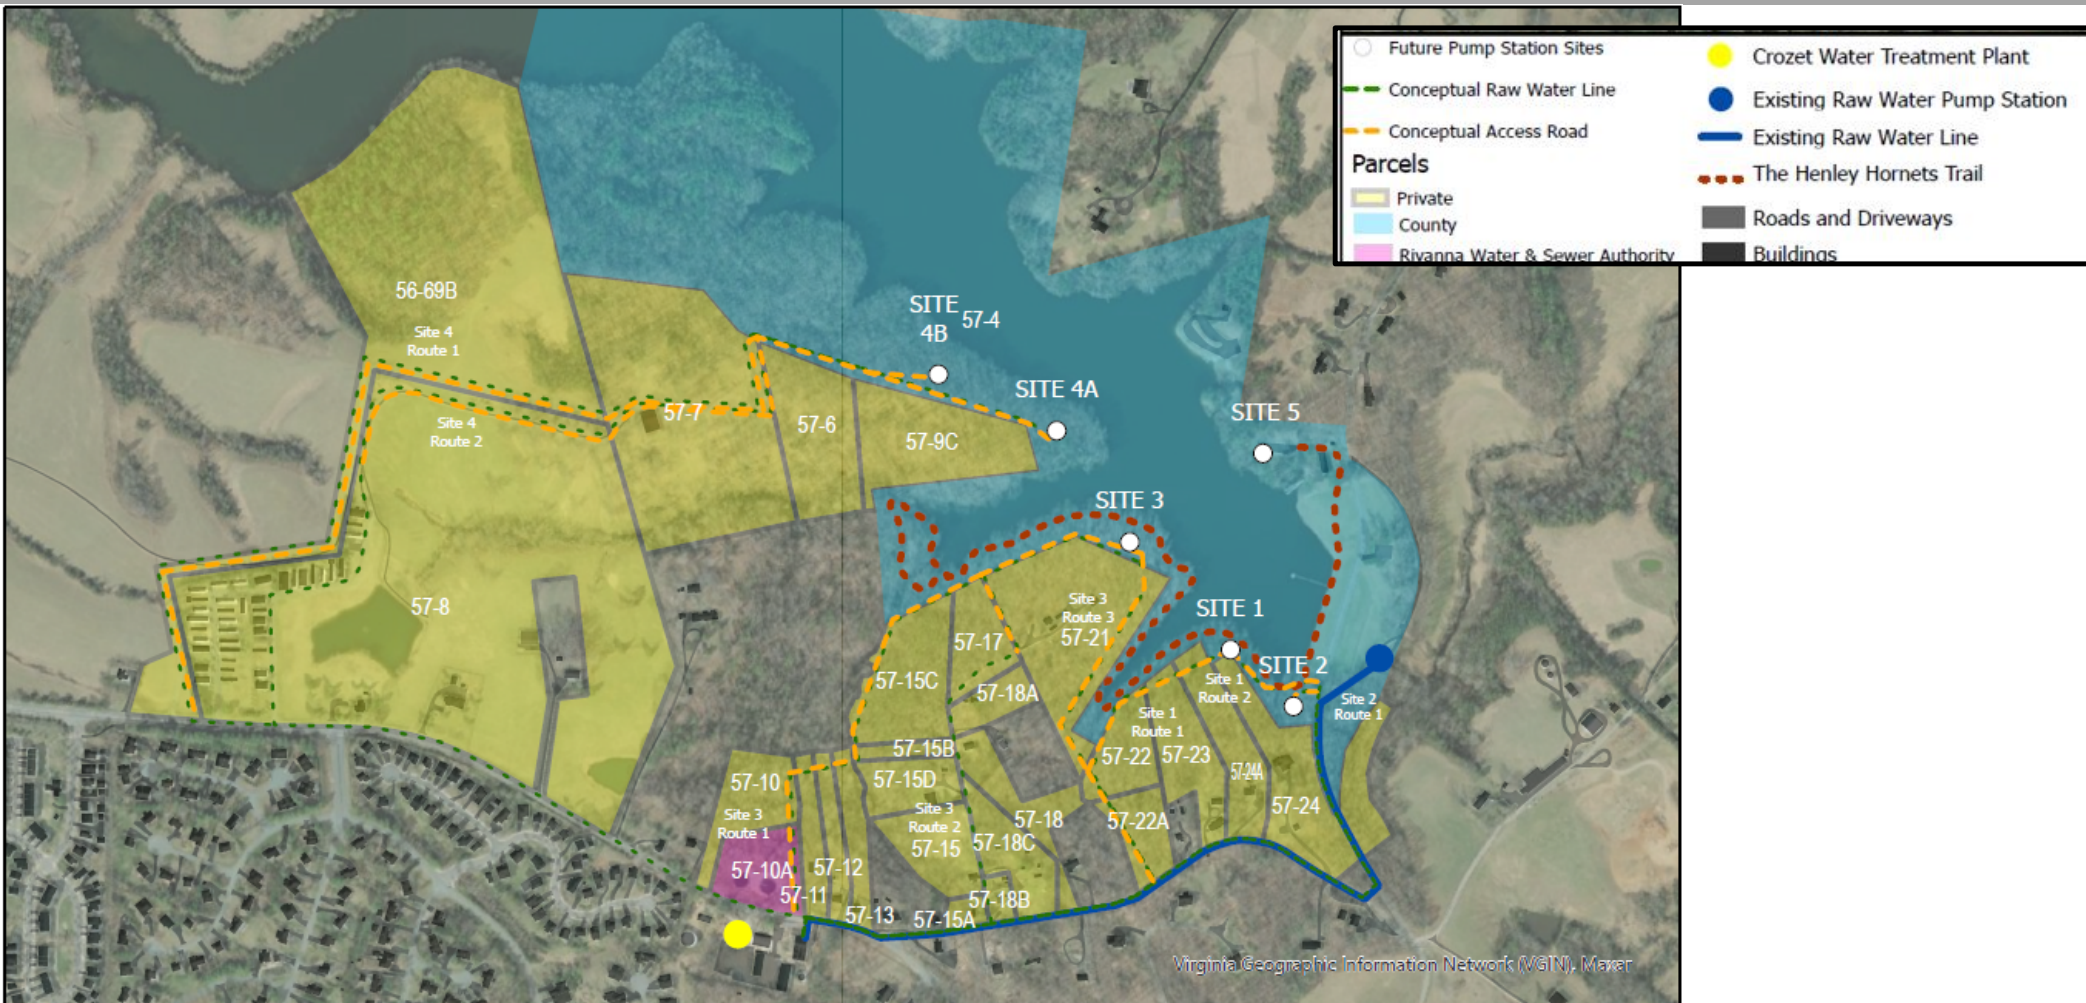 Future Pump Station Sites
Conceptual Raw Water Line
Conceptual Access Road
Parcels
Private
County
Rivanna Water & Sewer Authority
Crozet Water Treatment Plant
Existing Raw Water Pump Station
Existing Raw Water Line
The Henley Hornets Trail
Roads and Driveways
Buildings
56-69B
Site 4
Route 1
SITE
4B
57-4
SITE 4A
SITE 5
57-7
57-6
57-9C
Site 4
Route 2
SITE 3
57-8
Site 3
Route 3
57-21
SITE 1
57-17
57-15C
57-18A
SITE 2
Site 1
Route 2
Site 2
Route 1
Site 1
Route 1
57-15B
57-22
57-23
57-24A
57-10
57-15D
57-24
Site 3
Route 1
Site 3
Route 2
57-15
57-18
57-18C
57-22A
57-10A
57-12
57-11
57-18B
57-13
57-15A
Virginia Geographic Information Network (VGIN), Maxar